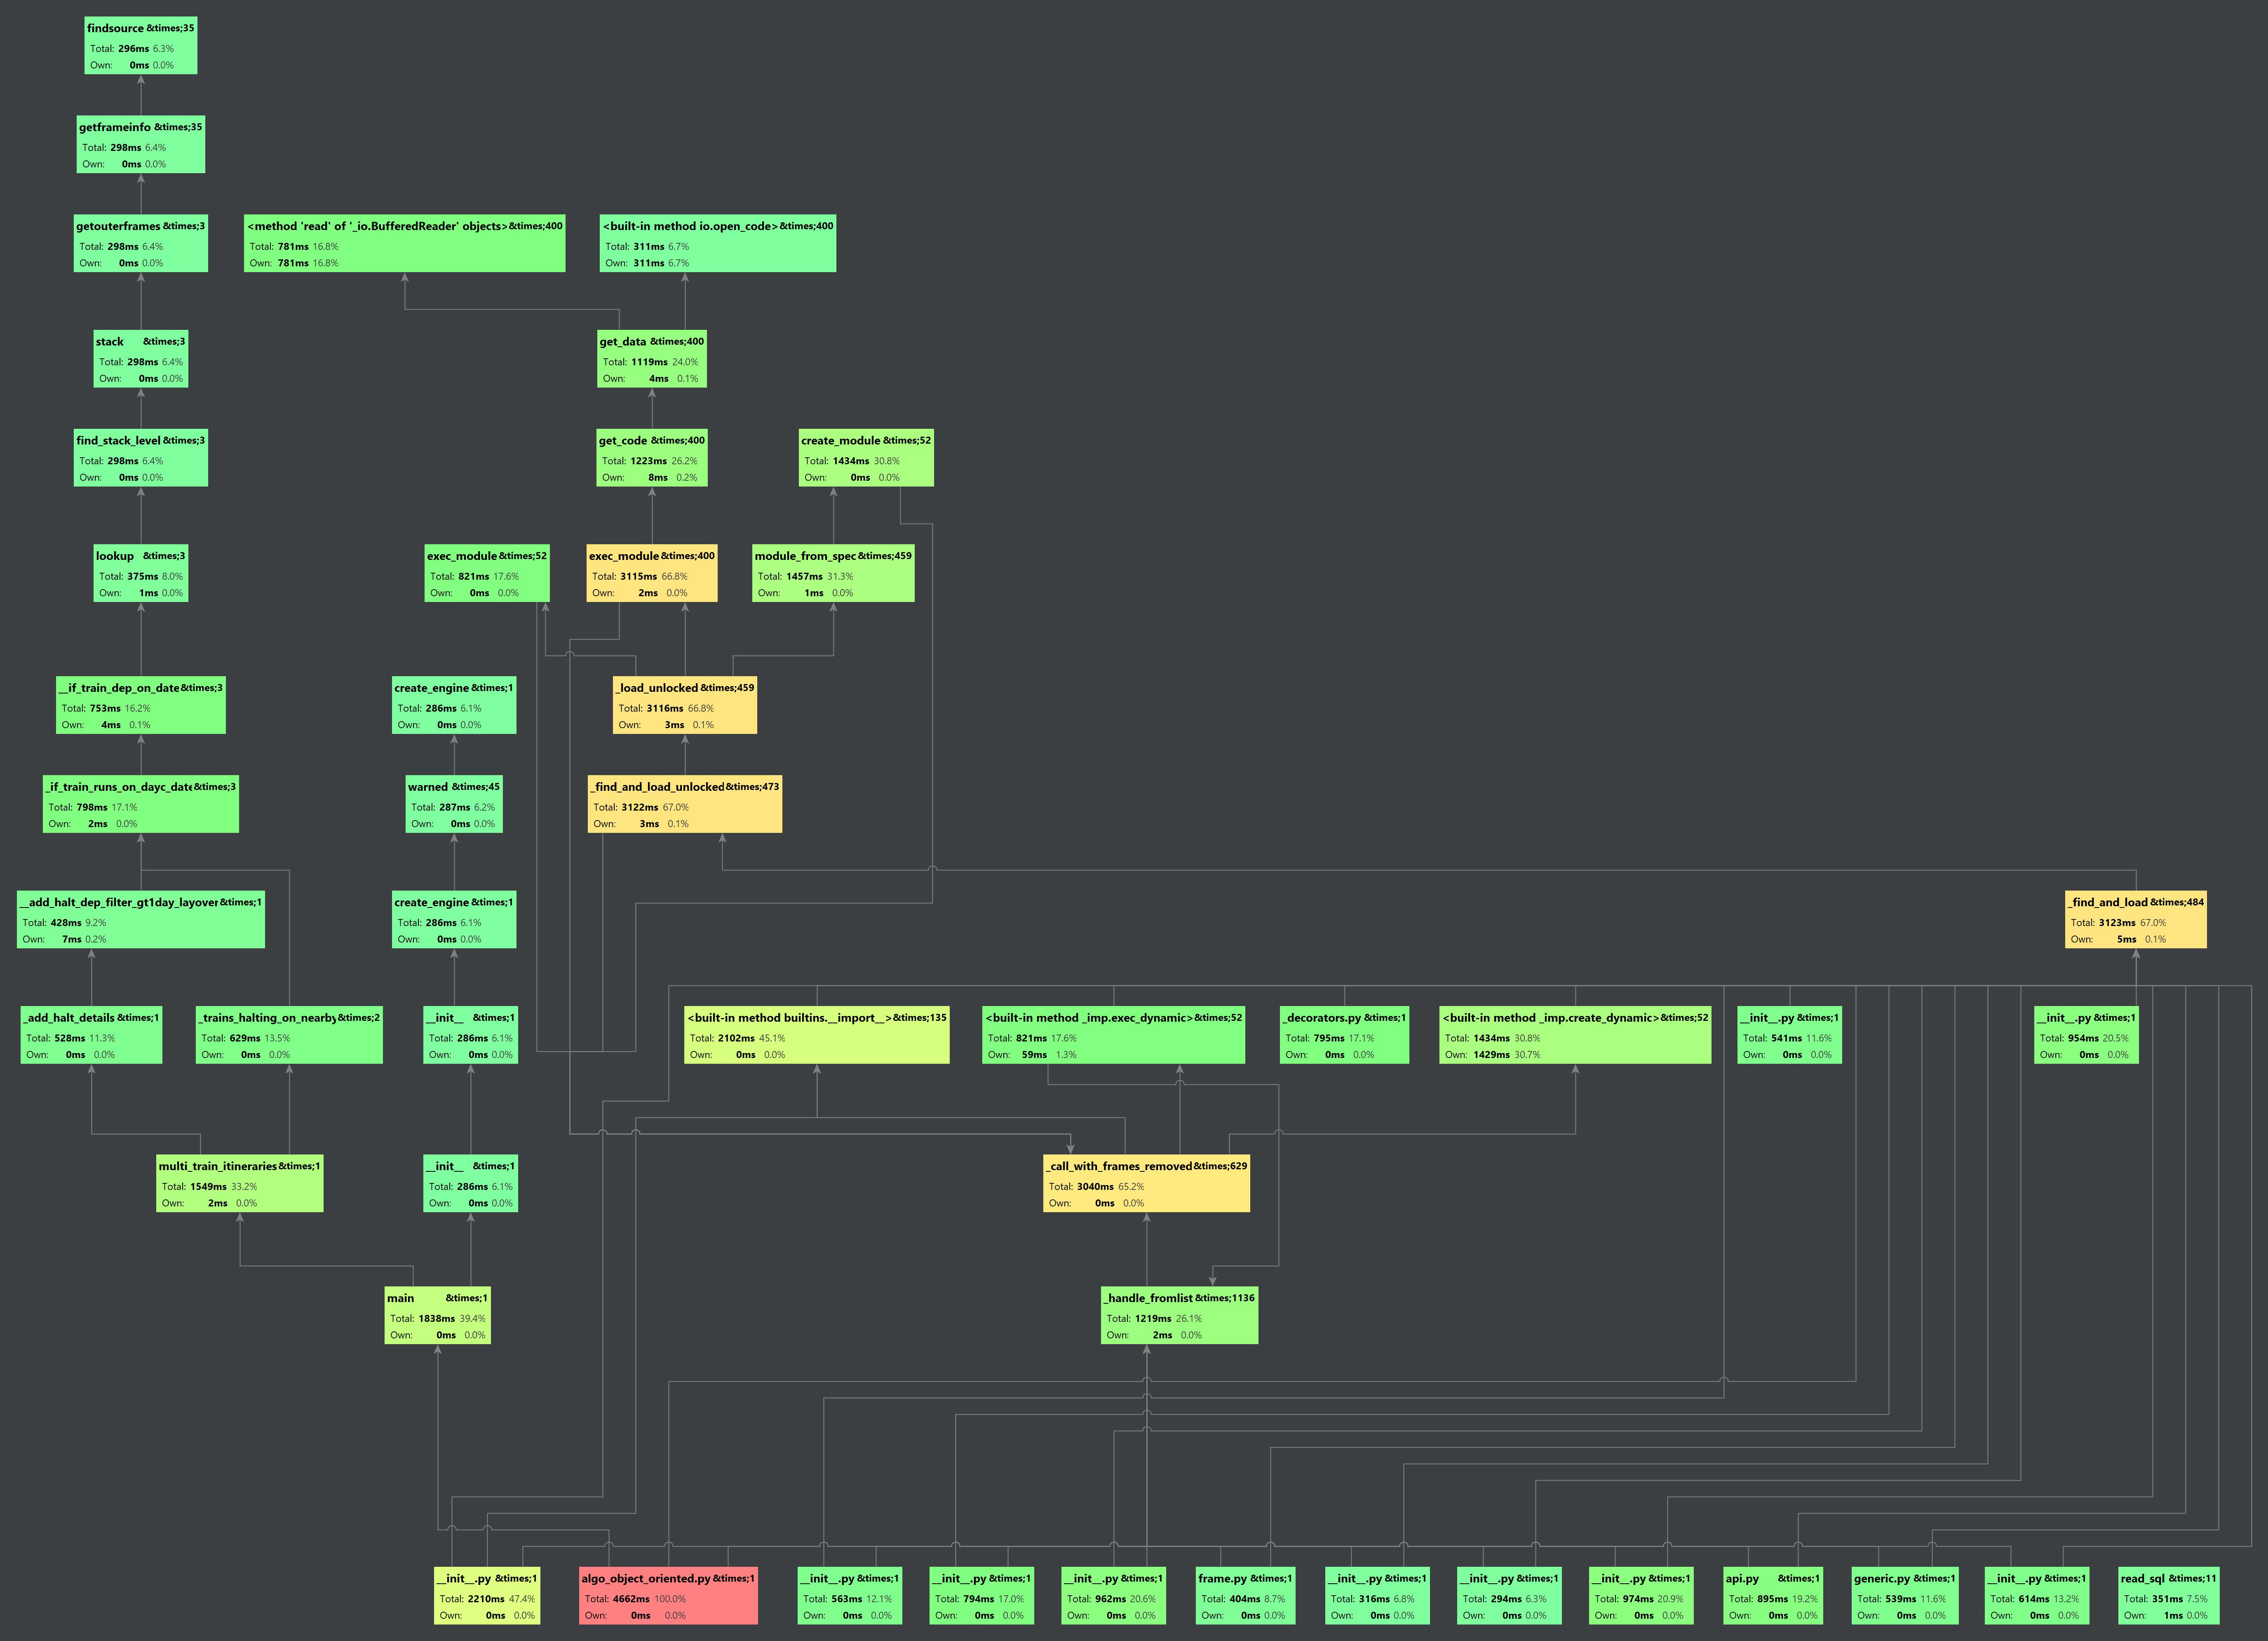 findsource &times;35
Total: 296ms 6.3%
Own: 0ms 0.0%
getframeinfo &times;35
Total: 298ms 6.4%
Own: 0ms 0.0%
getouterframes &times;3
Total: 298ms 6.4%
Own: 0ms 0.0%
<method 'read' of '_io.BufferedReader' objects>&times;400
Total: 781ms 16.8%
Own: 781ms 16.8%
<built-in method io.open_code>&times;400
Total: 311ms 6.7%
Own: 311ms 6.7%
stack &times;3
Total: 298ms 6.4%
Own: 0ms 0.0%
get_data &times;400
Total: 1119ms 24.0%
Own: 4ms 0.1%
find_stack_level &times;3
Total: 298ms 6.4%
Own: 0ms 0.0%
get_code &times;400
Total: 1223ms 26.2%
Own: 8ms 0.2%
create_module &times;52
Total: 1434ms 30.8%
Own: 0ms 0.0%
lookup &times;3
Total: 375ms 8.0%
Own: 1ms 0.0%
exec_module &times;52
Total: 821ms 17.6%
Own: 0ms 0.0%
exec_module &times;400
Total: 3115ms 66.8%
Own: 2ms 0.0%
module_from_spec &times;459
Total: 1457ms 31.3%
Own: 1ms 0.0%
__if_train_dep_on_date &times;3
Total: 753ms 16.2%
Own: 4ms 0.1%
create_engine &times;1
Total: 286ms 6.1%
Own: 0ms 0.0%
_load_unlocked &times;459
Total: 3116ms 66.8%
Own: 3ms 0.1%
_if_train_runs_on_dayc_date &times;3
Total: 798ms 17.1%
Own: 2ms 0.0%
warned &times;45
Total: 287ms 6.2%
Own: 0ms 0.0%
_find_and_load_unlocked &times;473
Total: 3122ms 67.0%
Own: 3ms 0.1%
__add_halt_dep_filter_gt1day_layover &times;1
Total: 428ms 9.2%
Own: 7ms 0.2%
create_engine &times;1
Total: 286ms 6.1%
Own: 0ms 0.0%
_find_and_load &times;484
Total: 3123ms 67.0%
Own: 5ms 0.1%
_add_halt_details &times;1
Total: 528ms 11.3%
Own: 0ms 0.0%
_trains_halting_on_nearby &times;2
Total: 629ms 13.5%
Own: 0ms 0.0%
__init__ &times;1
Total: 286ms 6.1%
Own: 0ms 0.0%
<built-in method builtins.__import__> &times;135
Total: 2102ms 45.1%
Own: 0ms 0.0%
<built-in method _imp.exec_dynamic> &times;52
Total: 821ms 17.6%
Own: 59ms 1.3%
_decorators.py &times;1
Total: 795ms 17.1%
Own: 0ms 0.0%
<built-in method _imp.create_dynamic> &times;52
Total: 1434ms 30.8%
Own: 1429ms 30.7%
__init__.py &times;1
Total: 541ms 11.6%
Own: 0ms 0.0%
__init__.py &times;1
Total: 954ms 20.5%
Own: 0ms 0.0%
multi_train_itineraries &times;1
Total: 1549ms 33.2%
Own: 2ms 0.0%
__init__ &times;1
Total: 286ms 6.1%
Own: 0ms 0.0%
_call_with_frames_removed &times;629
Total: 3040ms 65.2%
Own: 0ms 0.0%
main &times;1
Total: 1838ms 39.4%
Own: 0ms 0.0%
_handle_fromlist &times;1136
Total: 1219ms 26.1%
Own: 2ms 0.0%
__init__.py &times;1
Total: 2210ms 47.4%
Own: 0ms 0.0%
algo_object_oriented.py &times;1
Total: 4662ms 100.0%
Own: 0ms 0.0%
__init__.py &times;1
Total: 563ms 12.1%
Own: 0ms 0.0%
__init__.py &times;1
Total: 794ms 17.0%
Own: 0ms 0.0%
__init__.py &times;1
Total: 962ms 20.6%
Own: 0ms 0.0%
frame.py &times;1
Total: 404ms 8.7%
Own: 0ms 0.0%
__init__.py &times;1
Total: 316ms 6.8%
Own: 0ms 0.0%
__init__.py &times;1
Total: 294ms 6.3%
Own: 0ms 0.0%
__init__.py &times;1
Total: 974ms 20.9%
Own: 0ms 0.0%
api.py &times;1
Total: 895ms 19.2%
Own: 0ms 0.0%
generic.py &times;1
Total: 539ms 11.6%
Own: 0ms 0.0%
__init__.py &times;1
Total: 614ms 13.2%
Own: 0ms 0.0%
read_sql &times;11
Total: 351ms 7.5%
Own: 1ms 0.0%